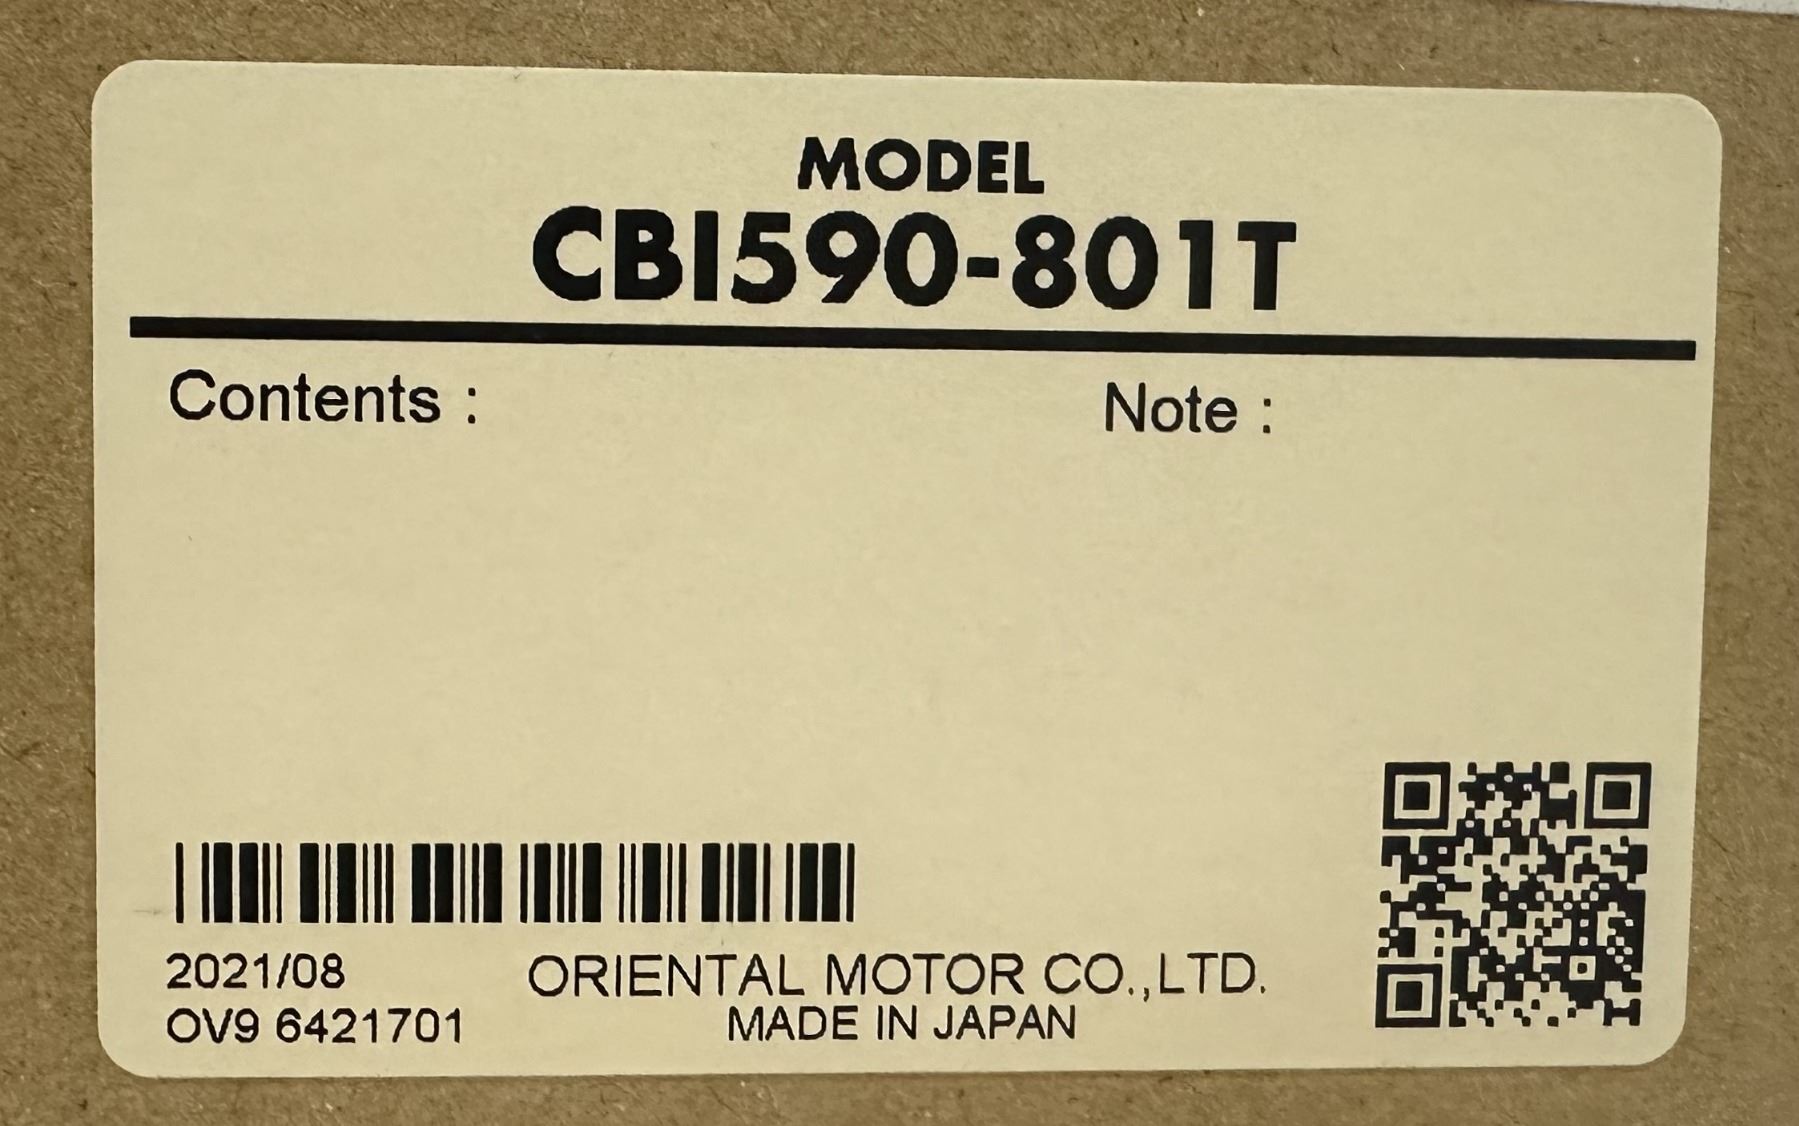 MODEL
CBI590-801T
Contents :
Note :
2021/08
ORIENTAL MOTOR CO.,LTD.
OV9 6421701
MADE IN JAPAN